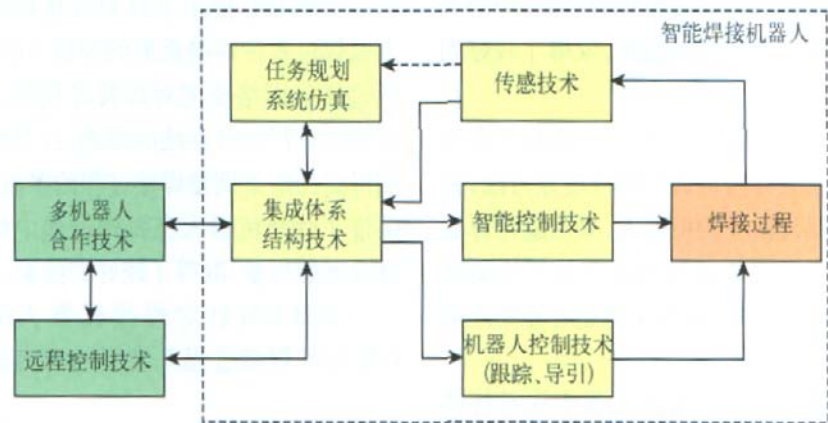 智能焊接机器人
任务规划
系统仿真
传感技术
多机器人
合作技术
集成体系
结构技术
智能控制技术
焊接过程
远程控制技术
机器人控制技术
(跟踪、导引)